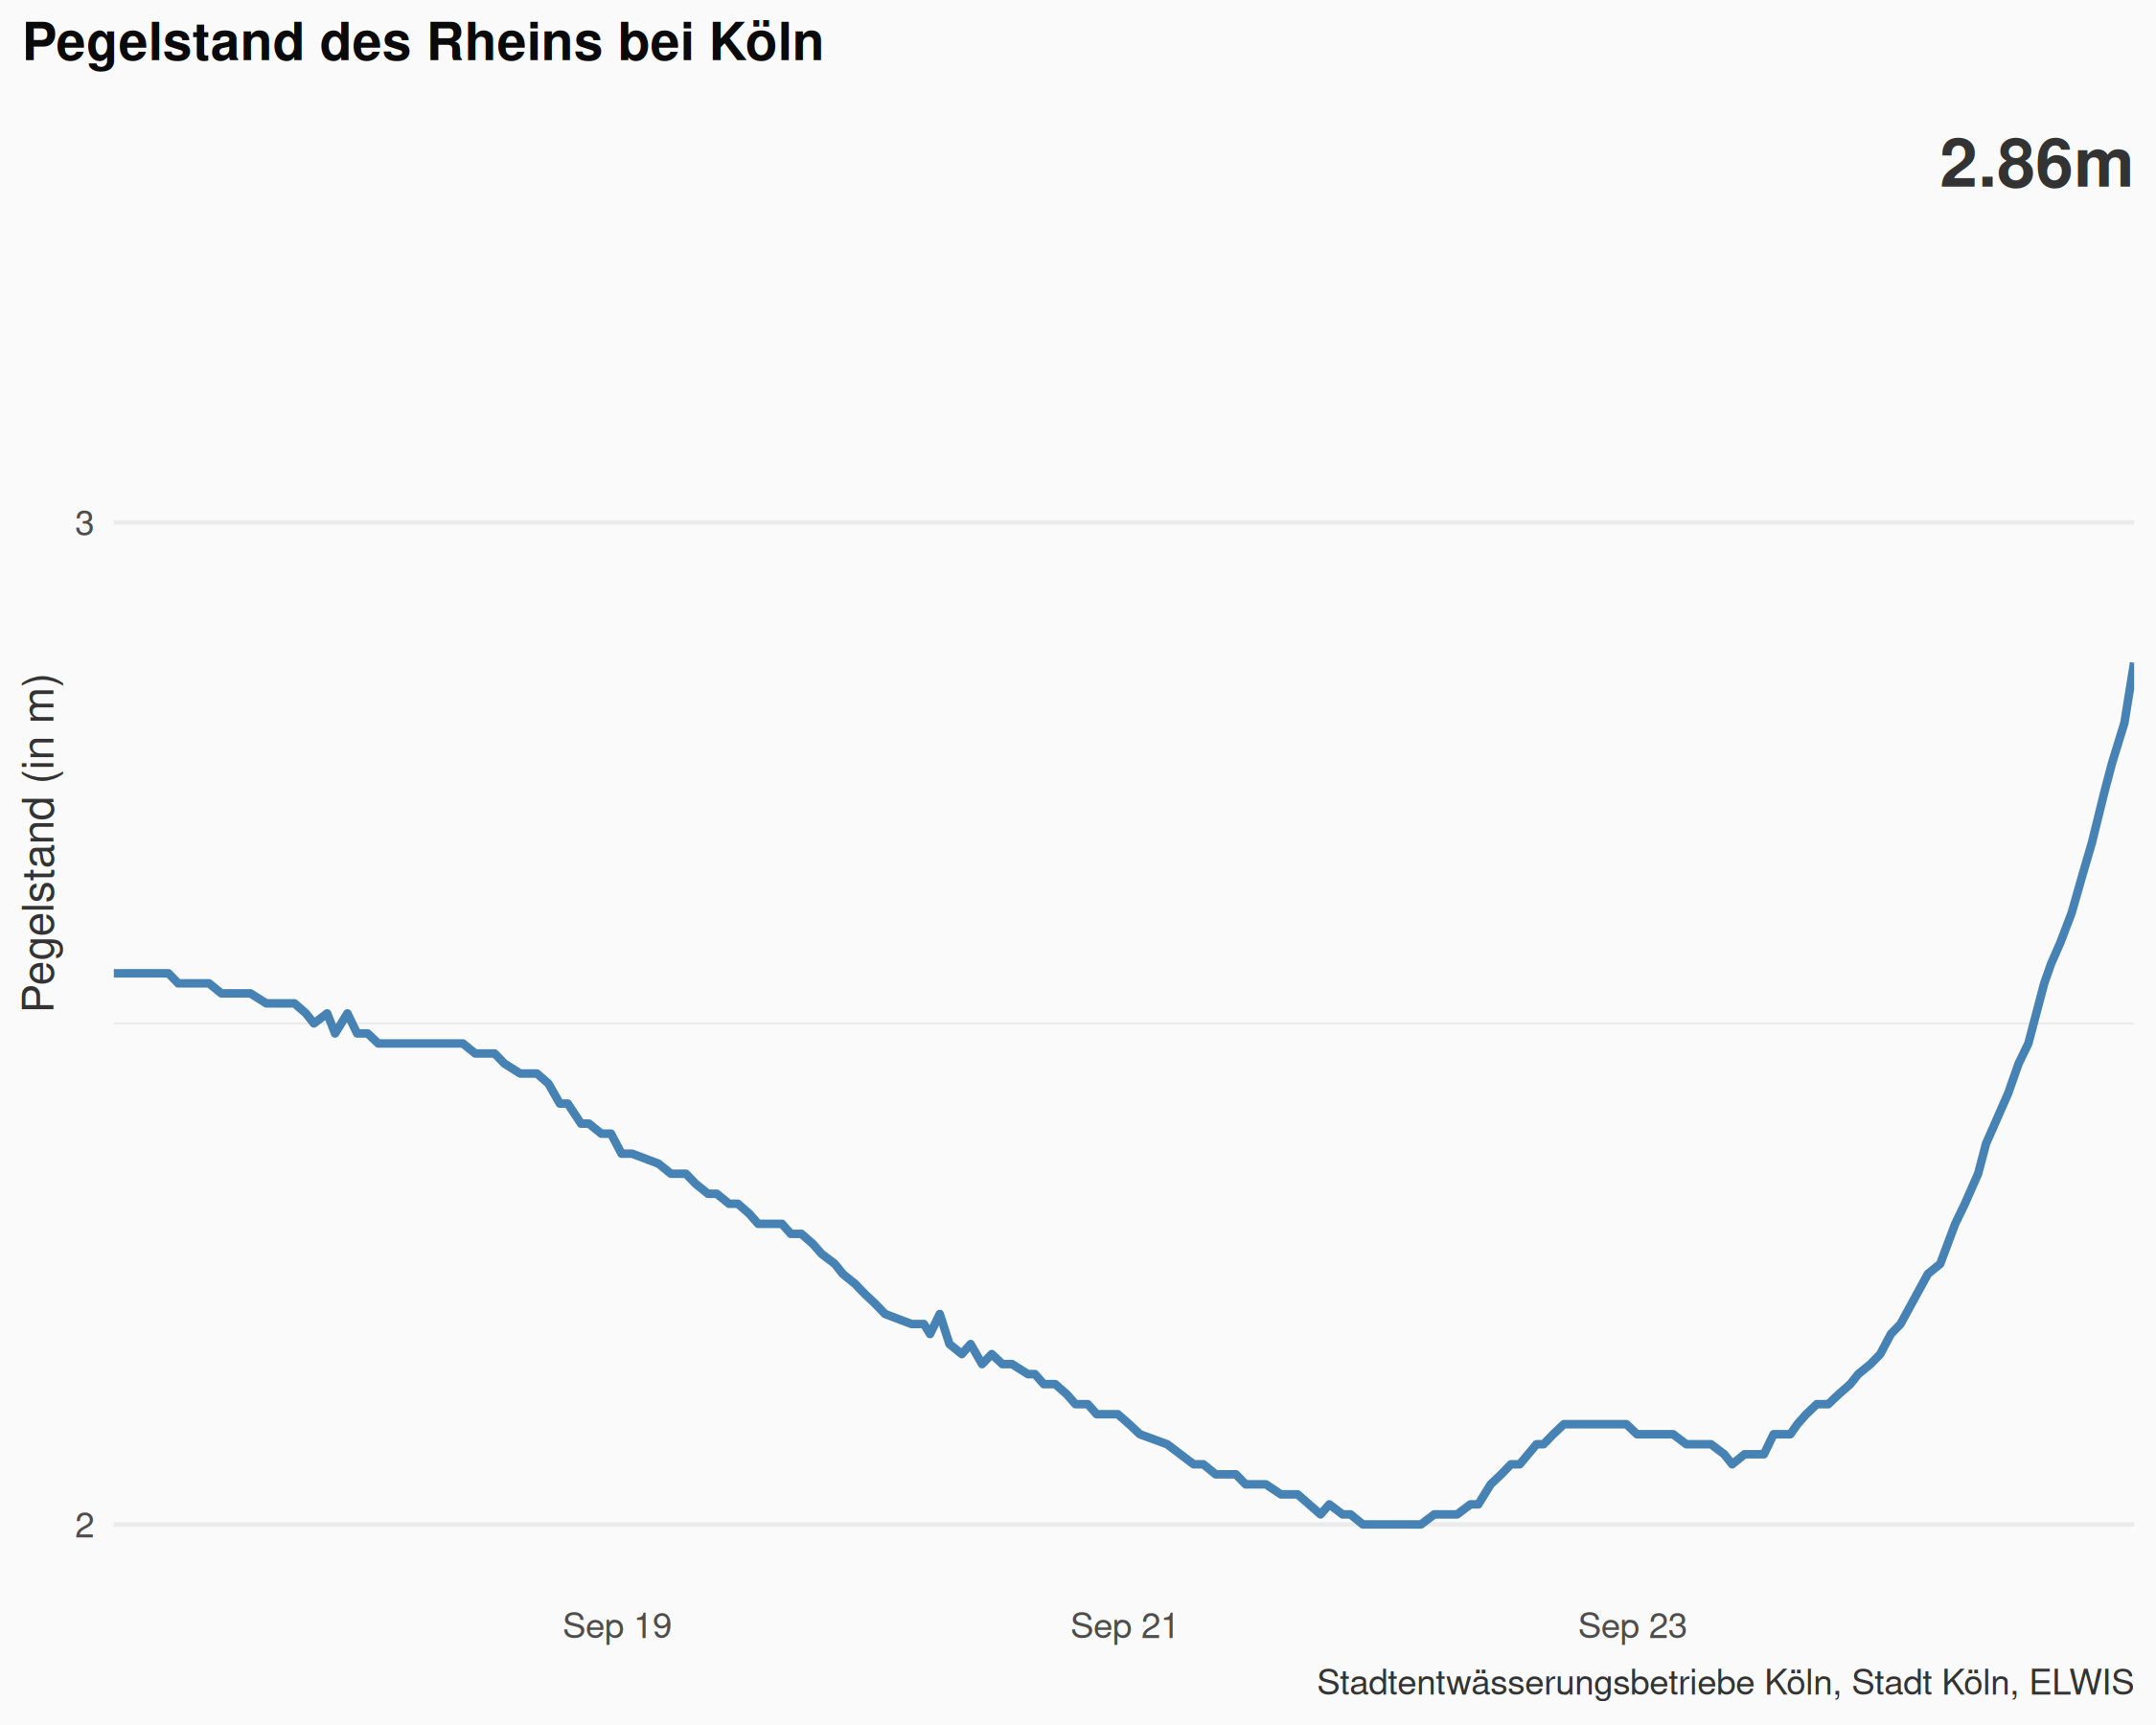 Pegelstand des Rheins bei Köln
2.86m
Pegelstand (in m)
3
2
Sep 19
Sep 21
Sep 23
Stadtentwässerungsbetriebe Köln, Stadt Köln, ELWIS